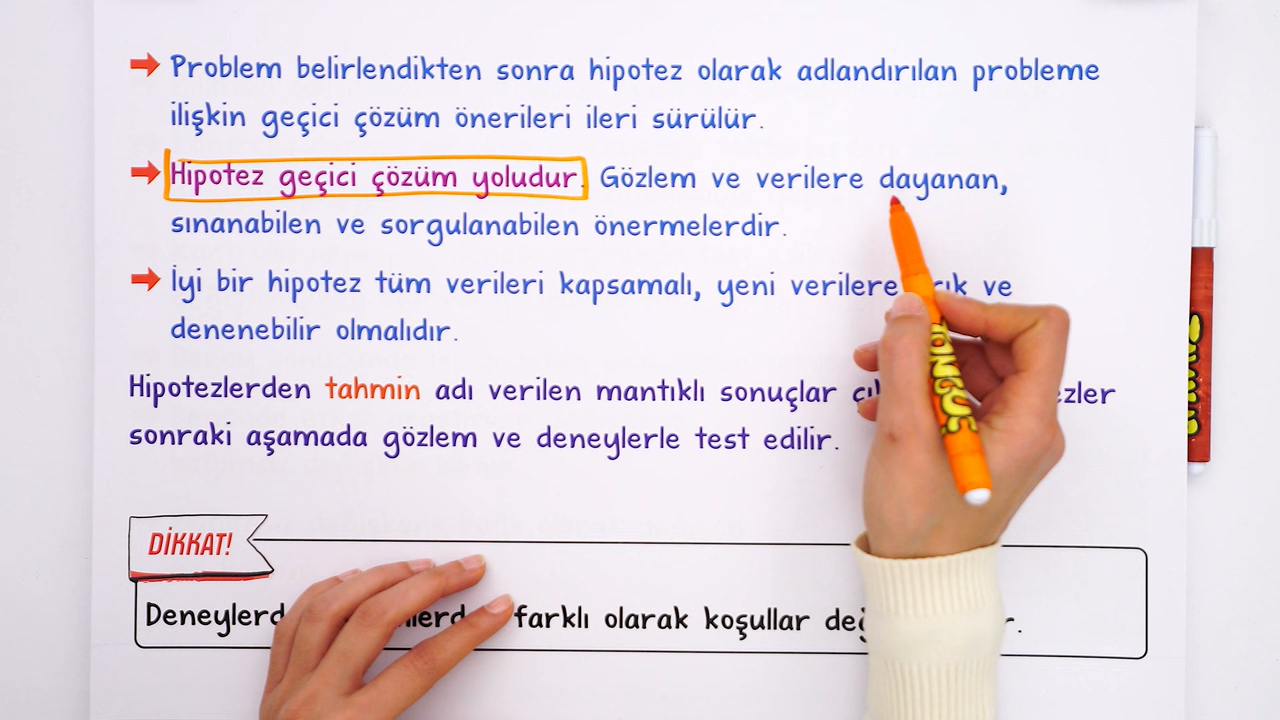 Problem belirlendikten sonra hipotez olarak adlandırılan probleme
ilişkin geçici çözüm önerileri ileri sürülür.
Hipotez geçici çözüm yoludur. Gözlem ve verilere dayanan,
sınanabilen ve sorgulanabilen önermelerdir.
İyi bir hipotez tüm verileri kapsamalı, yeni verilere ve
denenebilir olmalıdır.
Hipotezlerden tahmin adı verilen mantıklı sonuçlar
sonraki aşamada gözlem ve deneylerle test edilir.
DİKKAT!
farklı olarak koşullar